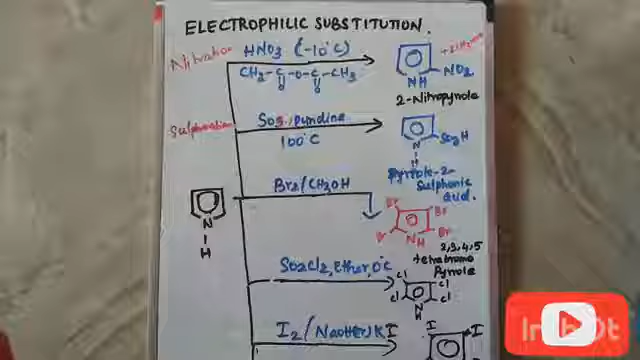 ELECTROPHILIC SUBSTITUTION.
Nitration HNO3 (-10°C)
CH3-C-O-C-CH3
O O
NO2
NH
2-Nitropyrrole
Sulphonation SO3, pyridine
100°C
SO3H
N
H
Pyrrole-2-
Sulphonic
acid.
Br2/CH3OH
N
H
Br Br
Br Br
NH
2,3,4,5
tetrabromo
Pyrrole
SO2Cl2, Ether, 0°C
Cl Cl
Cl Cl
N
H
I2/NaOH KI
I I